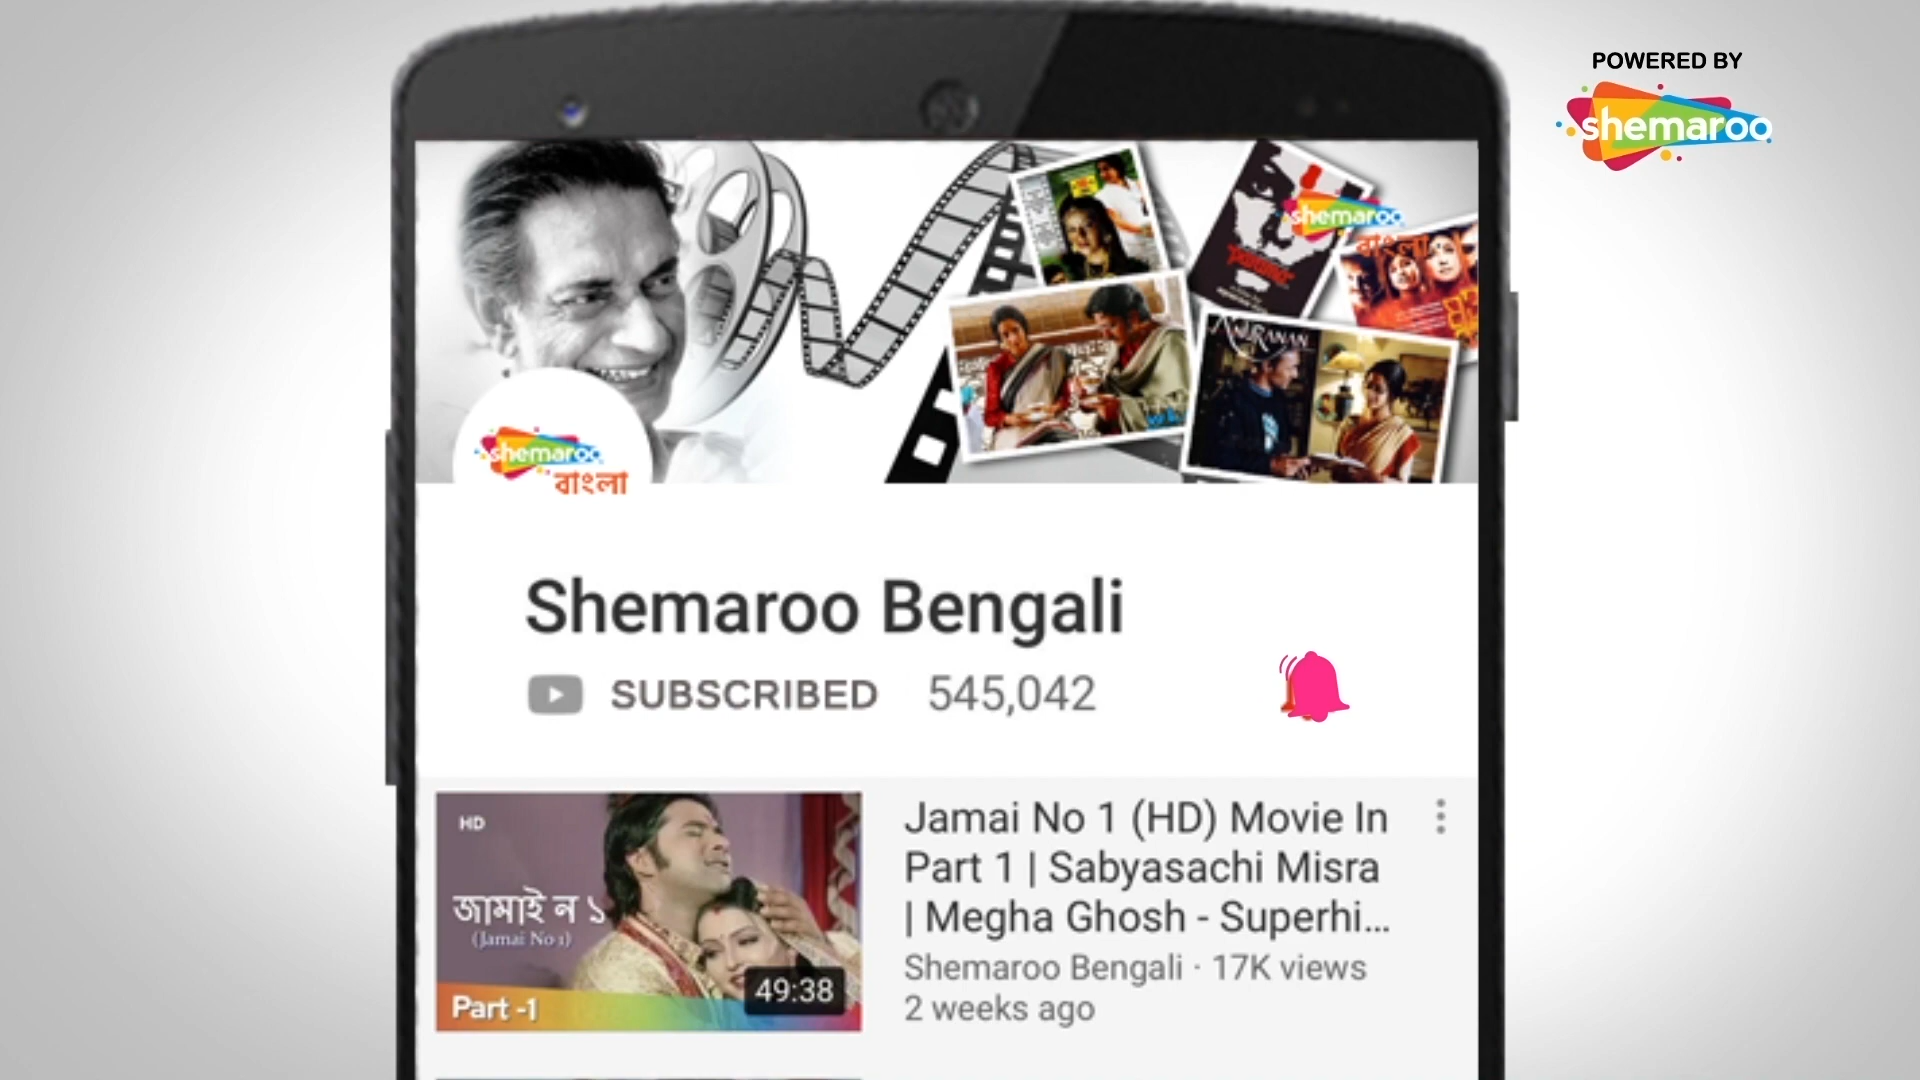 POWERED BY
shemaroo
shemaroo
বাংলা
ANURANAN
shemaroo
বাংলা
Shemaroo Bengali
SUBSCRIBED 545,042
HD
জামাই ন ১
(Jamai No 1)
Part -1
49:38
Jamai No 1 (HD) Movie In
Part 1 | Sabyasachi Misra
| Megha Ghosh - Superhi...
Shemaroo Bengali · 17K views
2 weeks ago